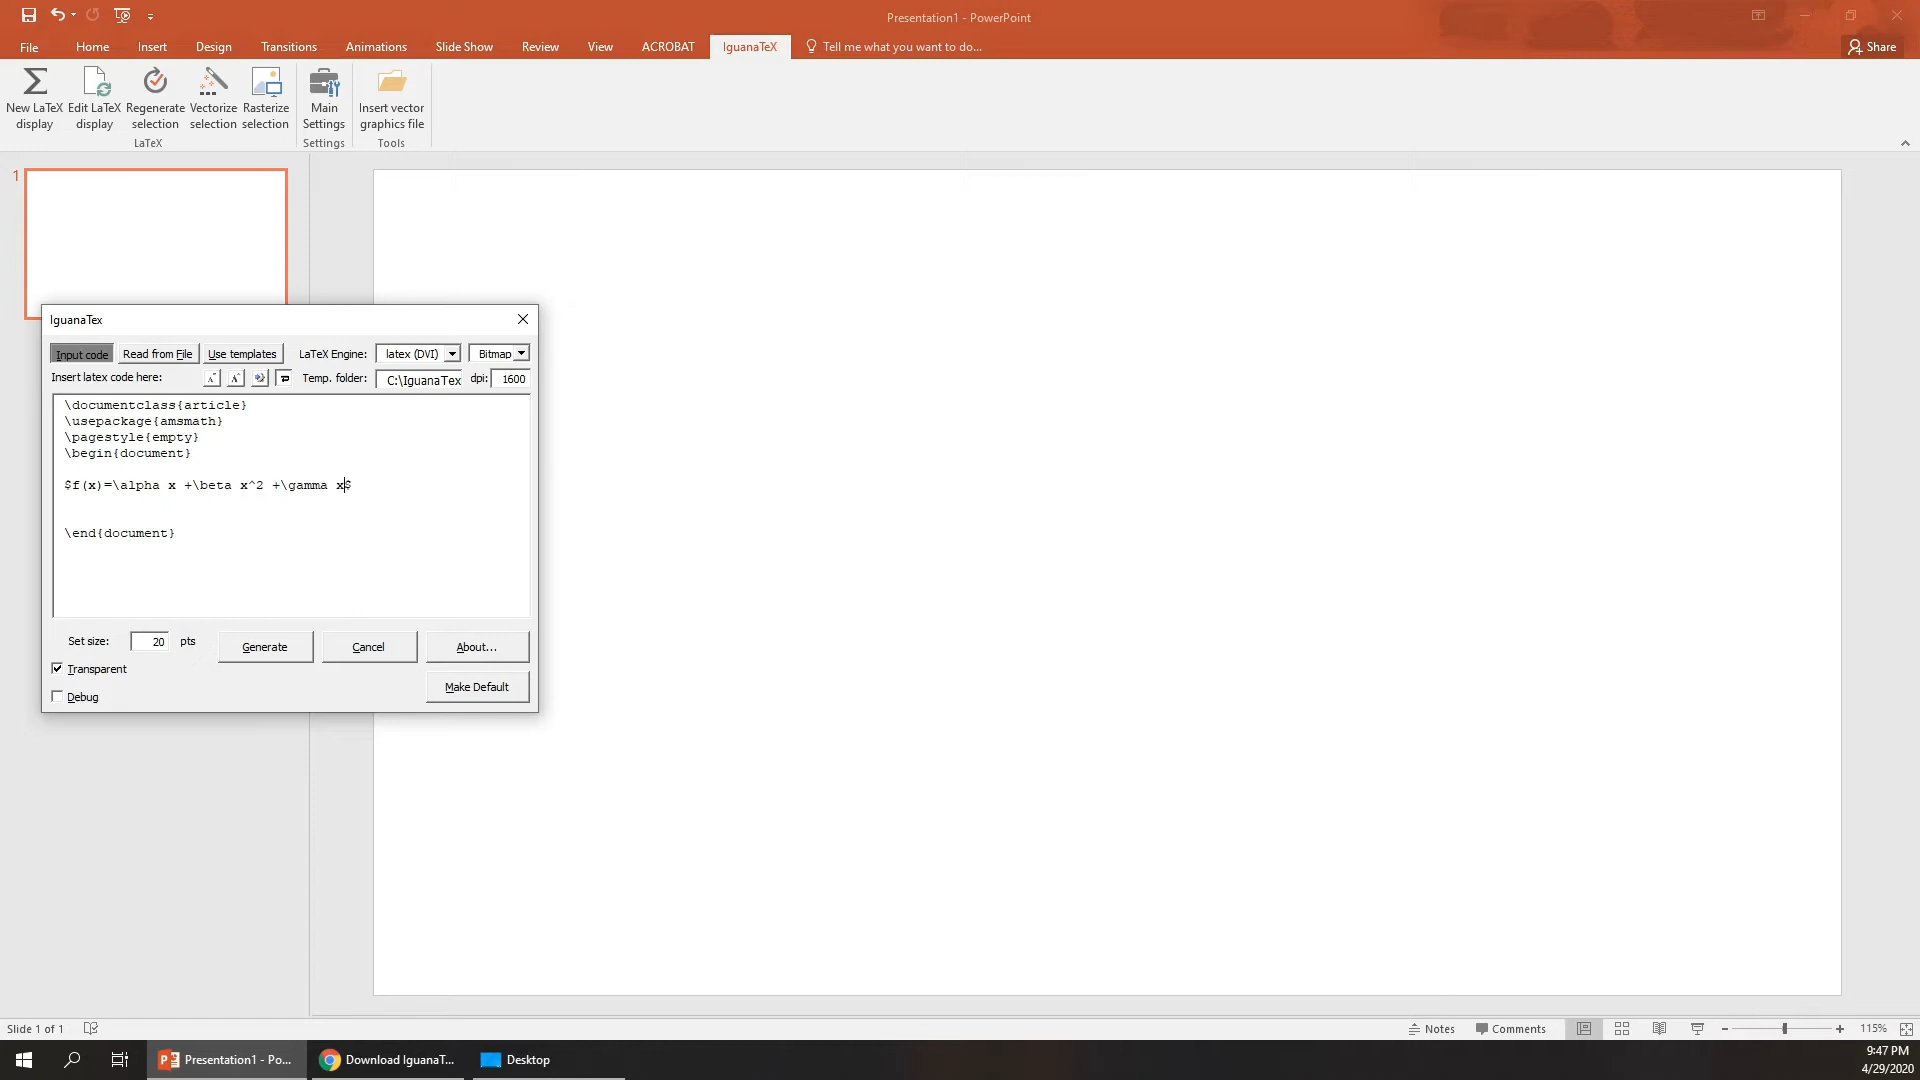 Presentation1 - PowerPoint
File Home Insert Design Transitions Animations Slide Show Review View ACROBAT IguanaTeX Tell me what you want to do... Share
New LaTeX display
Edit LaTeX display
Regenerate selection
Vectorize selection
Rasterize selection
Main Settings
Insert vector graphics file
LaTeX Settings Tools
1
IguanaTex
Input code Read from File Use templates LaTeX Engine: latex (DVI) Bitmap
Insert latex code here: Temp. folder: C:\IguanaTex dpi: 1600
\documentclass{article}
\usepackage{amsmath}
\pagestyle{empty}
\begin{document}
$f(x)=\alpha x +\beta x^2 +\gamma x$
\end{document}
Set size: 20 pts Generate Cancel About...
Transparent
Make Default
Debug
Slide 1 of 1 Notes Comments 115%
Presentation1 - Po... Download IguanaT... Desktop
9:47 PM
4/29/2020